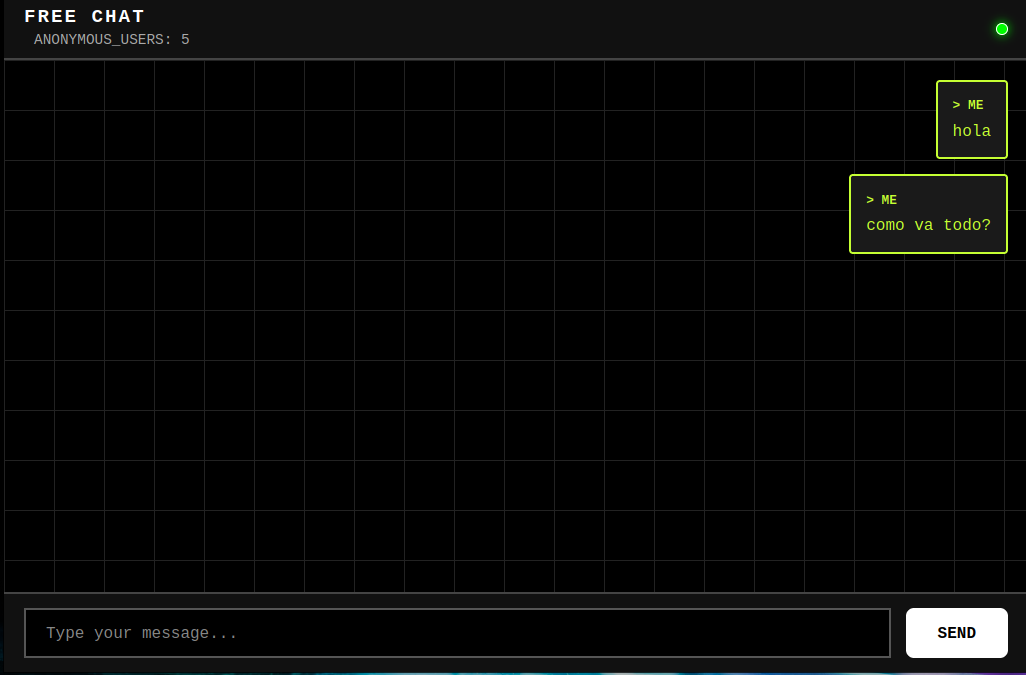 FREE CHAT
ANONYMOUS_USERS: 5
> ME
hola
> ME
como va todo?
Type your message...
SEND